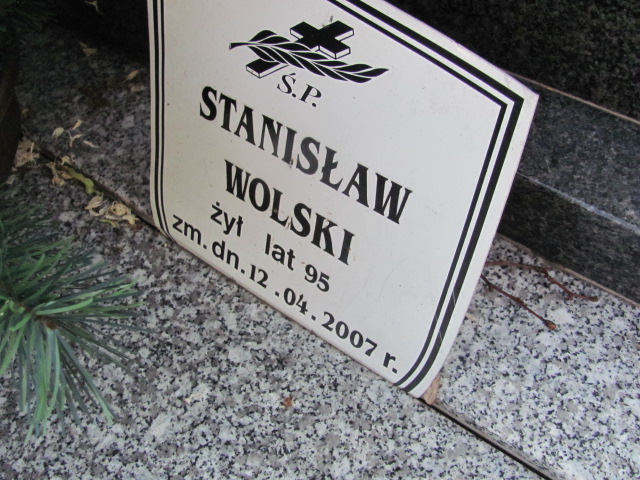 Ś.P.
STANISŁAW
WOLSKI
żył lat 95
zm. dn. 12.04.2007 r.